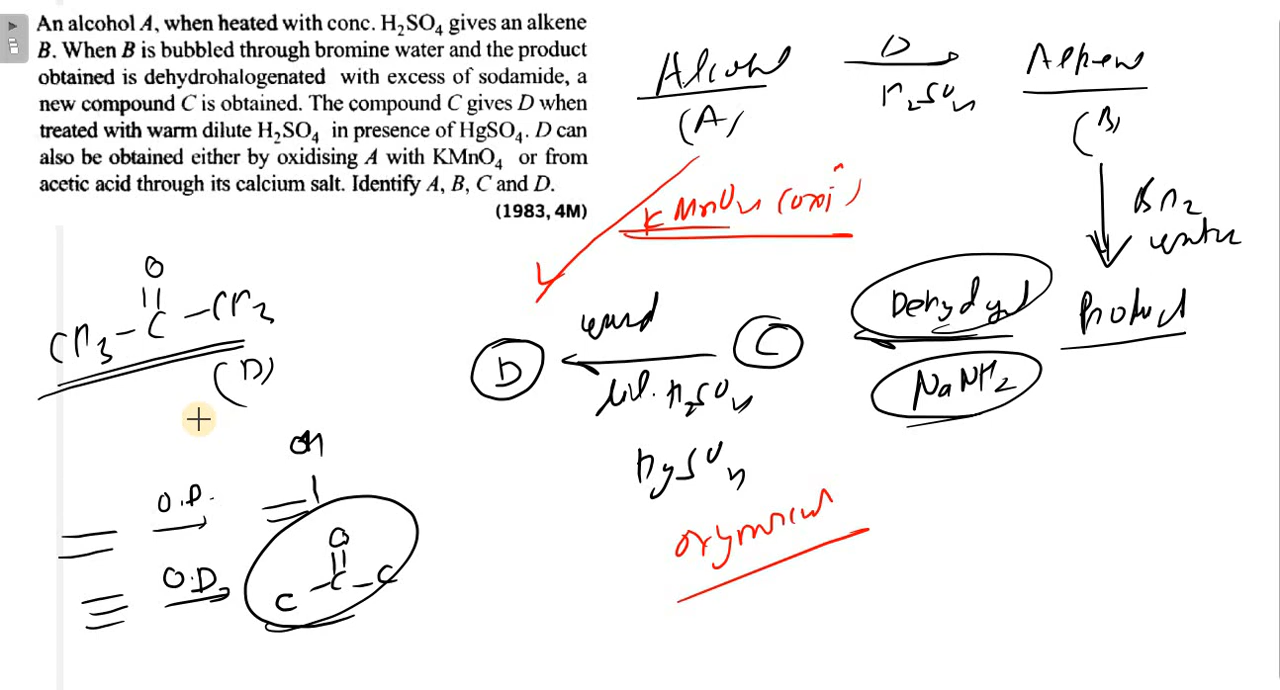 An alcohol A, when heated with conc. H₂SO₄ gives an alkene
B. When B is bubbled through bromine water and the product
obtained is dehydrohalogenated with excess of sodamide, a
new compound C is obtained. The compound C gives D when
treated with warm dilute H₂SO₄ in presence of HgSO₄. D can
also be obtained either by oxidising A with KMnO₄ or from
acetic acid through its calcium salt. Identify A, B, C and D.
(1983, 4M)
Alcohol
(A)
D
H₂SO₄
Alkene
(B)
KMnO₄ (oxi^n)
Br₂
water
Product
Dehydyd
NaNH₂
C
warm
dil. H₂SO₄
HgSO₄
D
O
||
CH₃-C-CH₃
(D)
OH
O.D.
O.D.
O
||
C-C-C